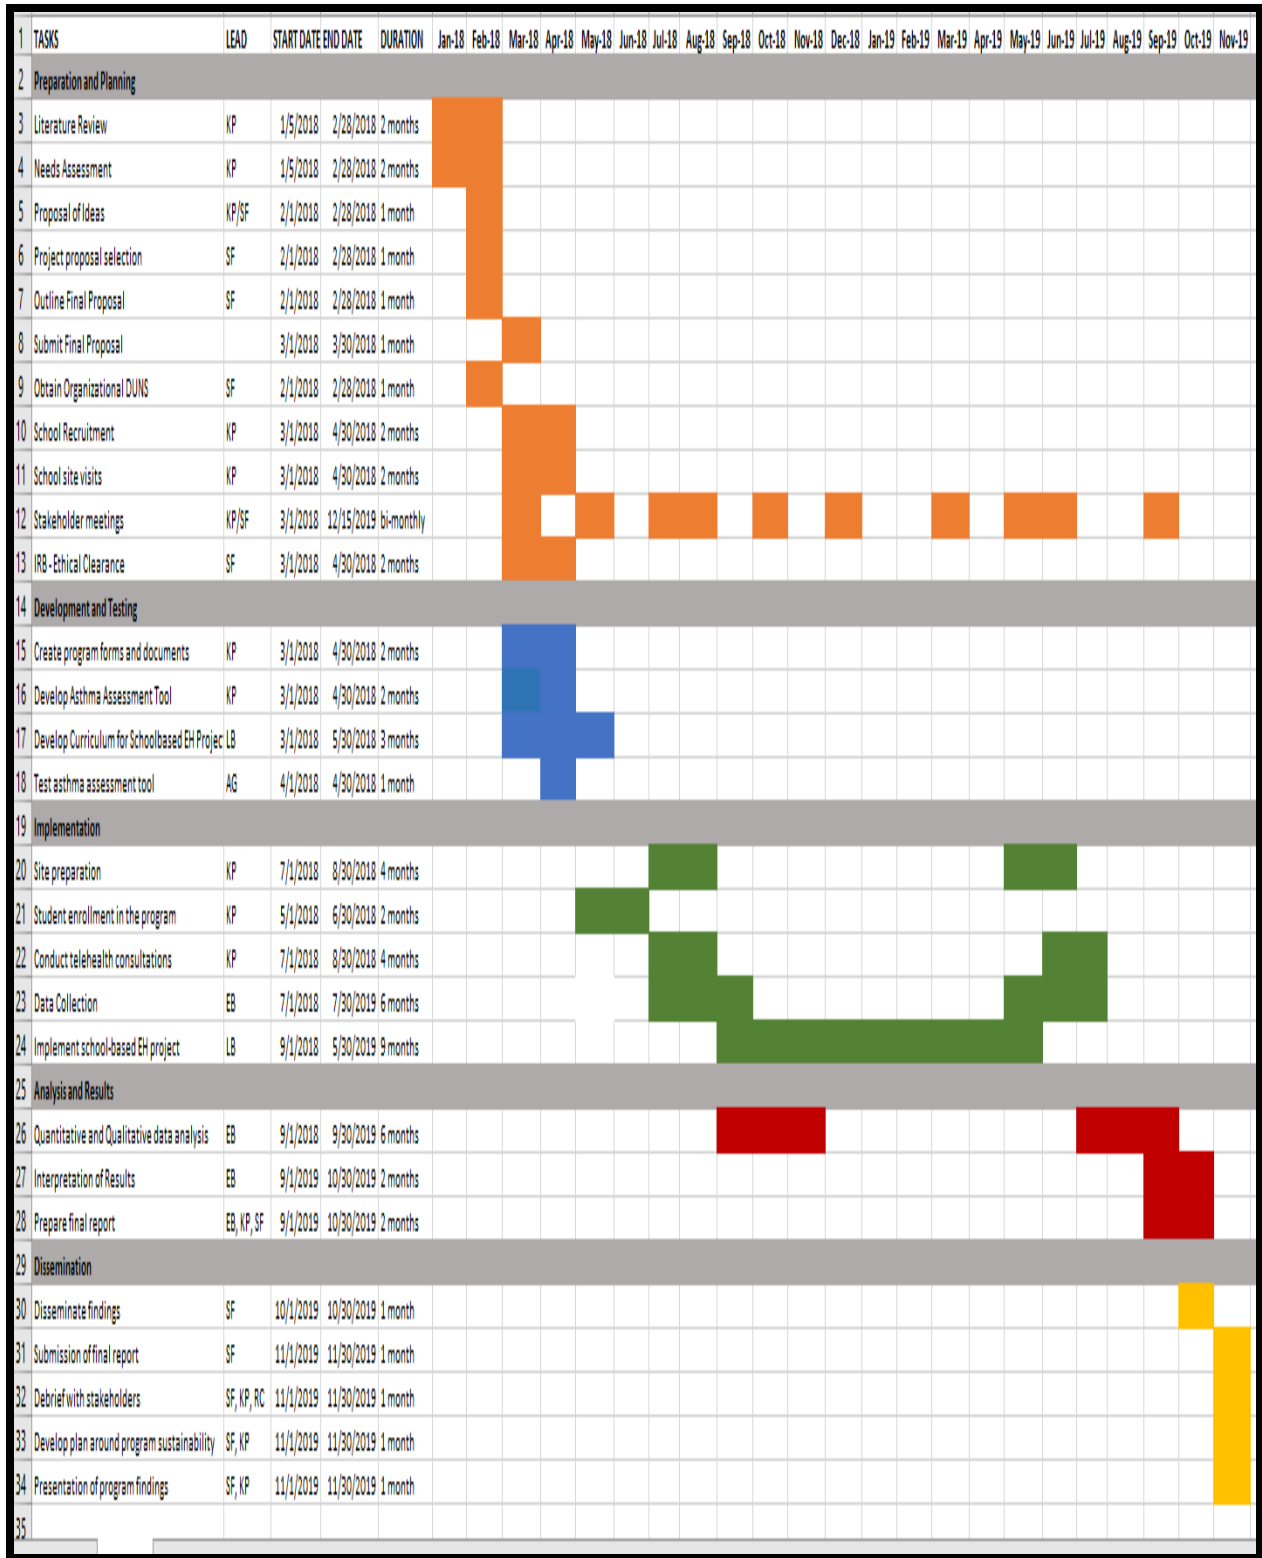 1 TASKS LEAD START DATE END DATE DURATION Jan-18 Feb-18 Mar-18 Apr-18 May-18 Jun-18 Jul-18 Aug-18 Sep-18 Oct-18 Nov-18 Dec-18 Jan-19 Feb-19 Mar-19 Apr-19 May-19 Jun-19 Jul-19 Aug-19 Sep-19 Oct-19 Nov-19
2 Preparation and Planning
3 Literature Review KP 1/5/2018 2/28/2018 2 months
4 Needs Assessment KP 1/5/2018 2/28/2018 2 months
5 Proposal of Ideas KP/SF 2/1/2018 2/28/2018 1 month
6 Project proposal selection SF 2/1/2018 2/28/2018 1 month
7 Outline Final Proposal SF 2/1/2018 2/28/2018 1 month
8 Submit Final Proposal 3/1/2018 3/30/2018 1 month
9 Obtain Organizational DUNS SF 2/1/2018 2/28/2018 1 month
10 School Recruitment KP 3/1/2018 4/30/2018 2 months
11 School site visits KP 3/1/2018 4/30/2018 2 months
12 Stakeholder meetings KP/SF 3/1/2018 12/15/2019 bi-monthly
13 IRB - Ethical Clearance SF 3/1/2018 4/30/2018 2 months
14 Development and Testing
15 Create program forms and documents KP 3/1/2018 4/30/2018 2 months
16 Develop Asthma Assessment Tool KP 3/1/2018 4/30/2018 2 months
17 Develop Curriculum for Schoolbased EH Projec LB 3/1/2018 5/30/2018 3 months
18 Test asthma assessment tool AG 4/1/2018 4/30/2018 1 month
19 Implementation
20 Site preparation KP 7/1/2018 8/30/2018 4 months
21 Student enrollment in the program KP 5/1/2018 6/30/2018 2 months
22 Conduct telehealth consultations KP 7/1/2018 8/30/2018 4 months
23 Data Collection EB 7/1/2018 7/30/2019 6 months
24 Implement school-based EH project LB 9/1/2018 5/30/2019 9 months
25 Analysis and Results
26 Quantitative and Qualitative data analysis EB 9/1/2018 9/30/2019 6 months
27 Interpretation of Results EB 9/1/2019 10/30/2019 2 months
28 Prepare final report EB, KP, SF 9/1/2019 10/30/2019 2 months
29 Dissemination
30 Disseminate findings SF 10/1/2019 10/30/2019 1 month
31 Submission of final report SF 11/1/2019 11/30/2019 1 month
32 Debrief with stakeholders SF, KP, RC 11/1/2019 11/30/2019 1 month
33 Develop plan around program sustainability SF, KP 11/1/2019 11/30/2019 1 month
34 Presentation of program findings SF, KP 11/1/2019 11/30/2019 1 month
35